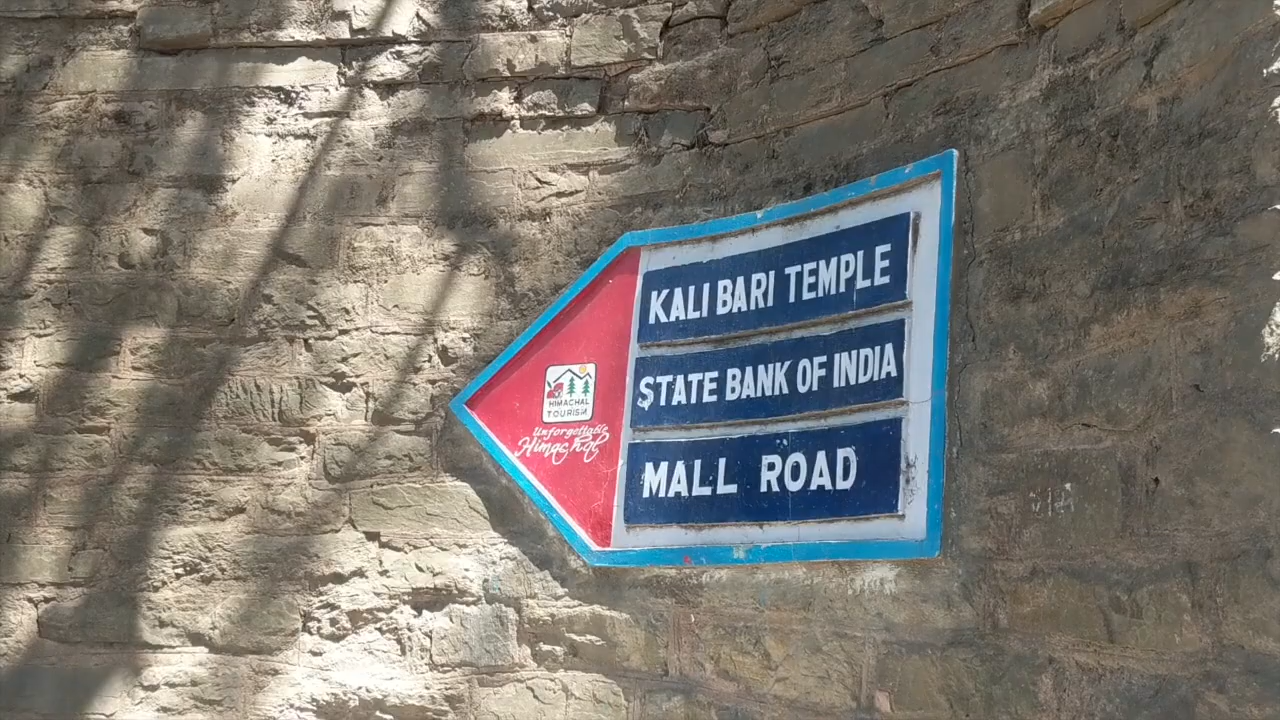 KALI BARI TEMPLE
STATE BANK OF INDIA
MALL ROAD
HIMACHAL
TOURISM
Unforgettable
Himachal